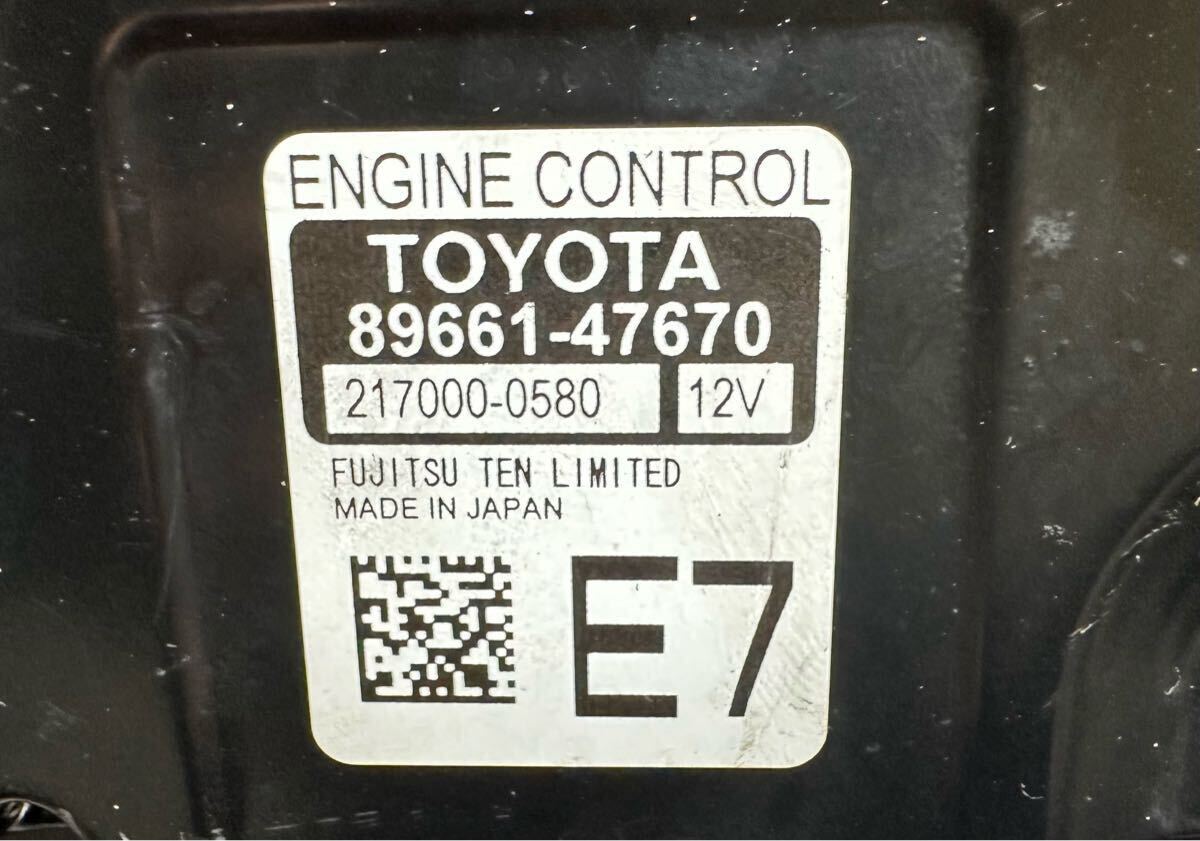 ENGINE CONTROL
TOYOTA
89661-47670
217000-0580 12V
FUJITSU TEN LIMITED
MADE IN JAPAN
E7